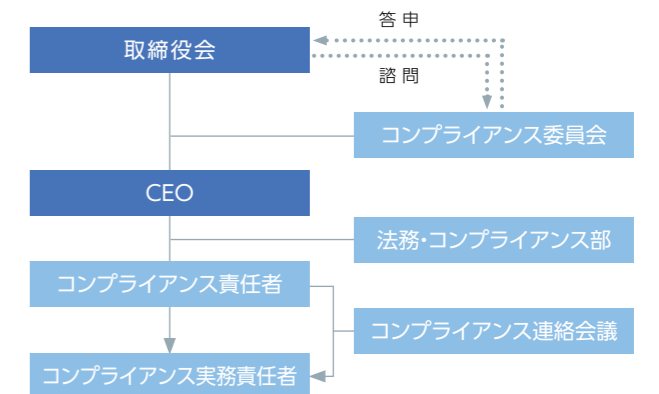 答申
取締役会
諮問
コンプライアンス委員会
CEO
法務・コンプライアンス部
コンプライアンス責任者
コンプライアンス連絡会議
コンプライアンス実務責任者